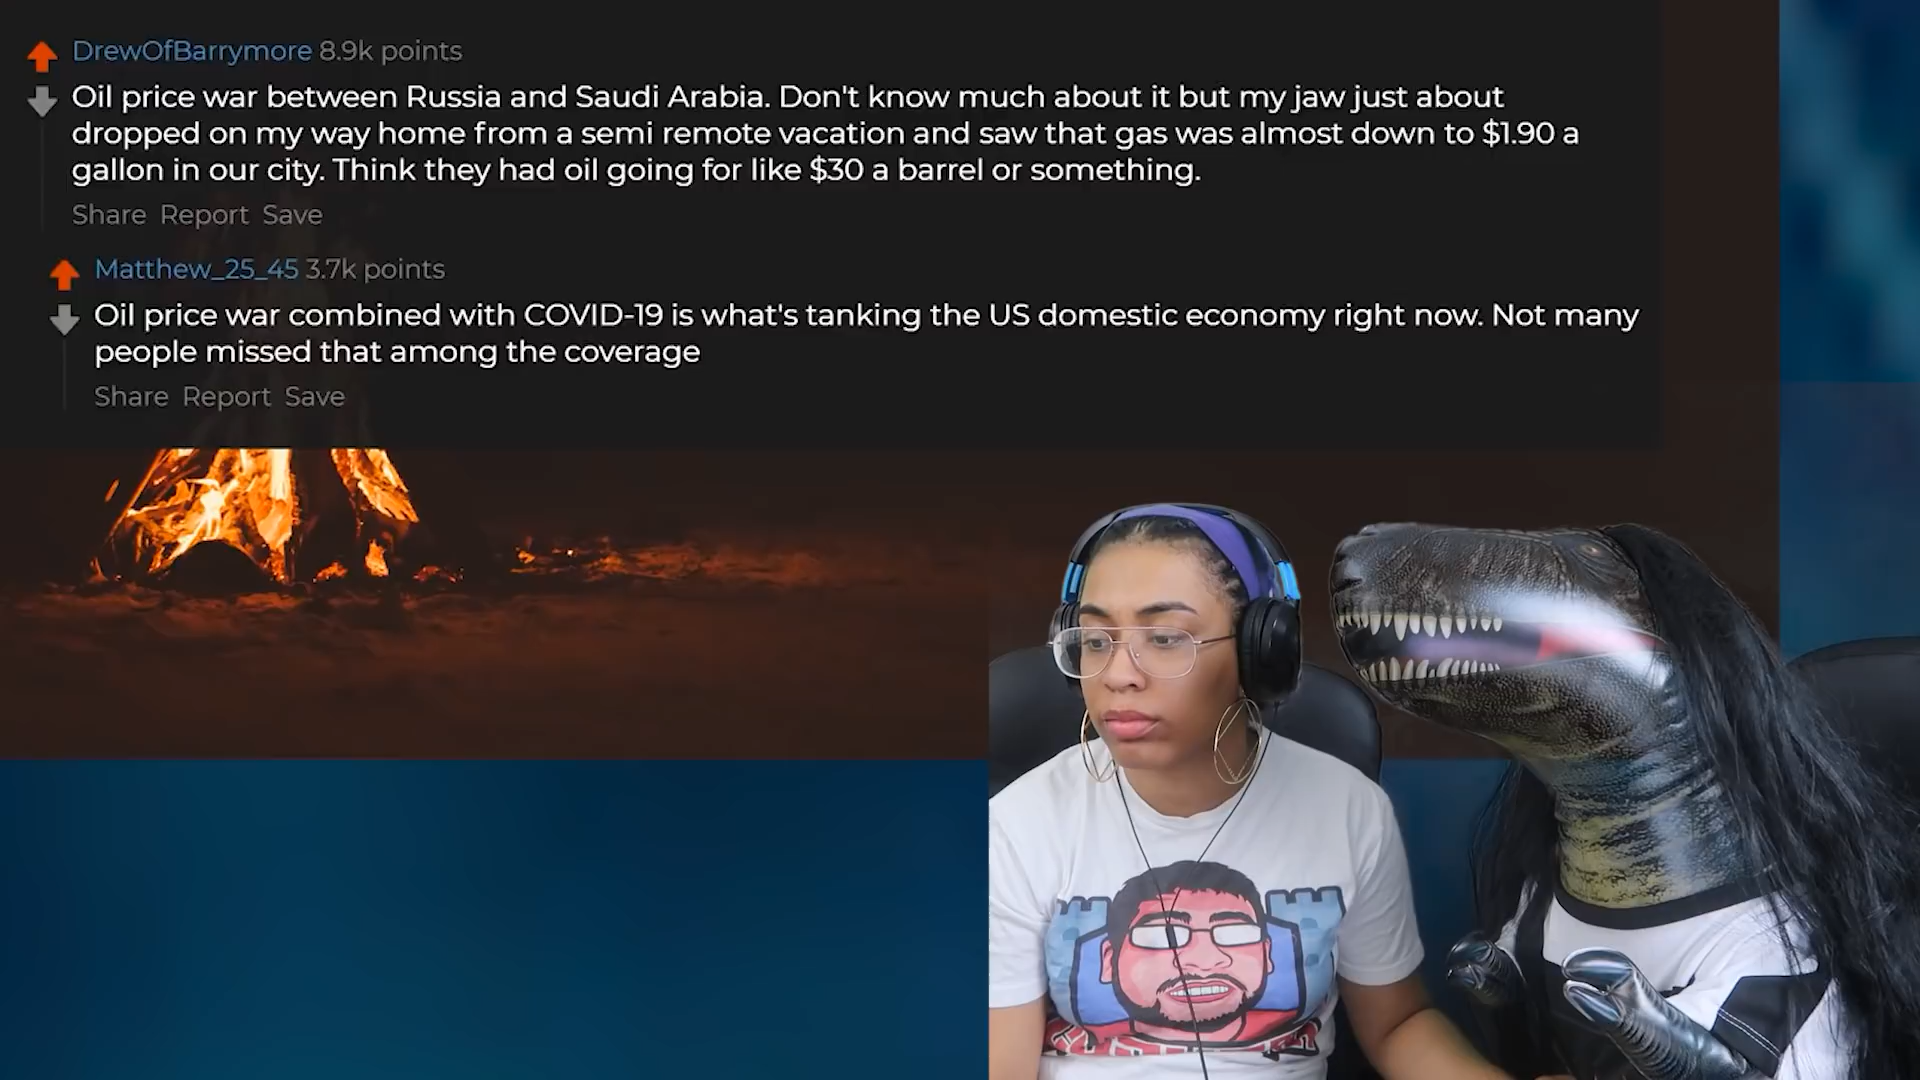 DrewOfBarrymore 8.9k points
Oil price war between Russia and Saudi Arabia. Don't know much about it but my jaw just about
dropped on my way home from a semi remote vacation and saw that gas was almost down to $1.90 a
gallon in our city. Think they had oil going for like $30 a barrel or something.
Share Report Save
Matthew_25_45 3.7k points
Oil price war combined with COVID-19 is what's tanking the US domestic economy right now. Not many
people missed that among the coverage
Share Report Save